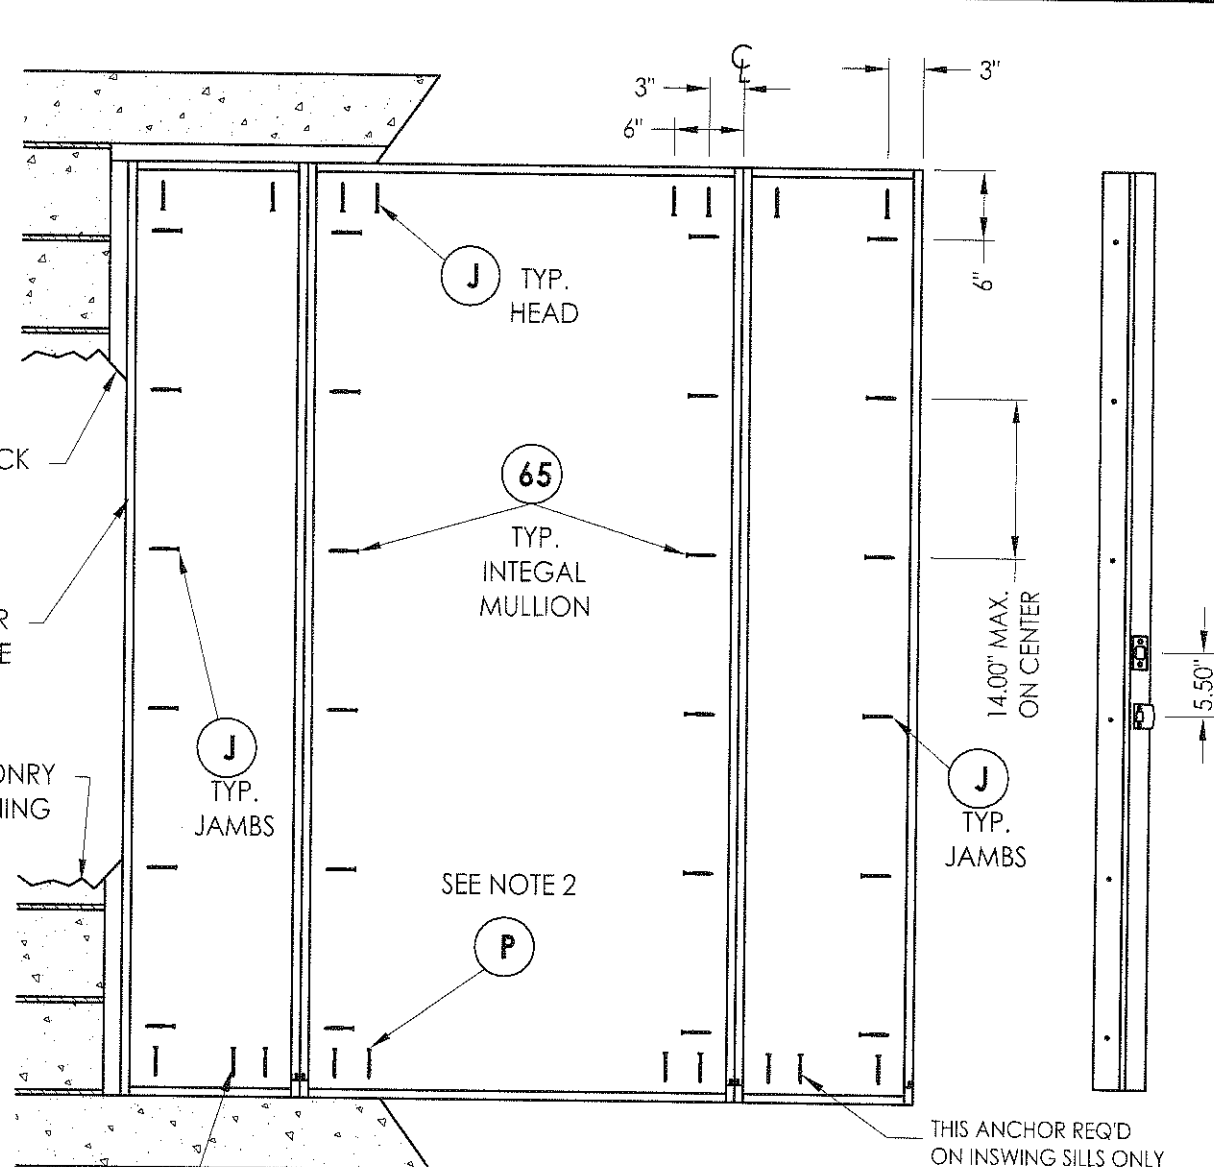 3"
3"
6"
6"
J
TYP.
HEAD
CK
65
TYP.
INTEGAL
MULLION
R
E
14.00" MAX.
ON CENTER
5.50"
J
TYP.
JAMBS
J
TYP.
JAMBS
ONRY
NING
SEE NOTE 2
P
THIS ANCHOR REQ'D
ON INSWING SILLS ONLY